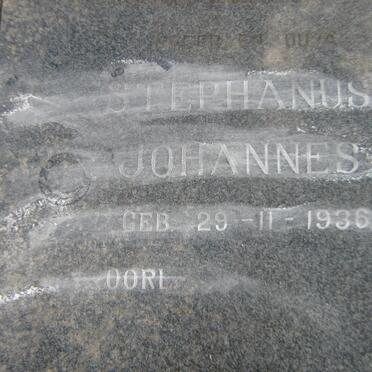 STEPHANUS
JOHANNES
GEB. 29-11-1936
OORL.